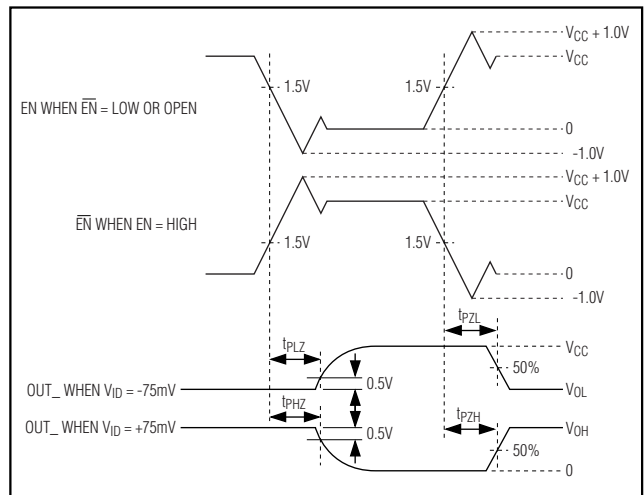 V_CC + 1.0V
V_CC
1.5V
1.5V
EN WHEN E̅N̅ = LOW OR OPEN
0
-1.0V
V_CC + 1.0V
V_CC
E̅N̅ WHEN EN = HIGH
1.5V
1.5V
0
-1.0V
t_PLZ
t_PZL
V_CC
50%
0.5V
OUT_ WHEN V_ID = -75mV
V_OL
t_PHZ
t_PZH
OUT_ WHEN V_ID = +75mV
V_OH
0.5V
50%
0